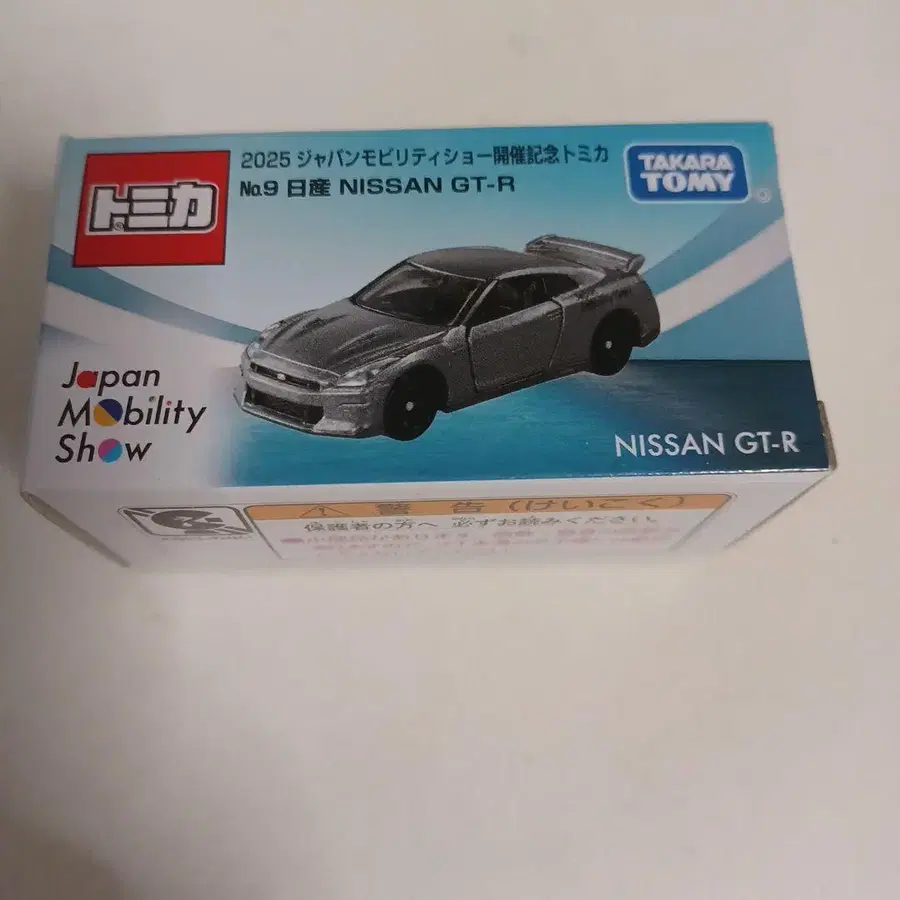 トミカ
2025 ジャパンモビリティショー開催記念トミカ
No.9 日産 NISSAN GT-R
TAKARA
TOMY
Japan
Mobility
Show
NISSAN GT-R
警告(けいこく)
保護者の方へ 必ずお読みください。